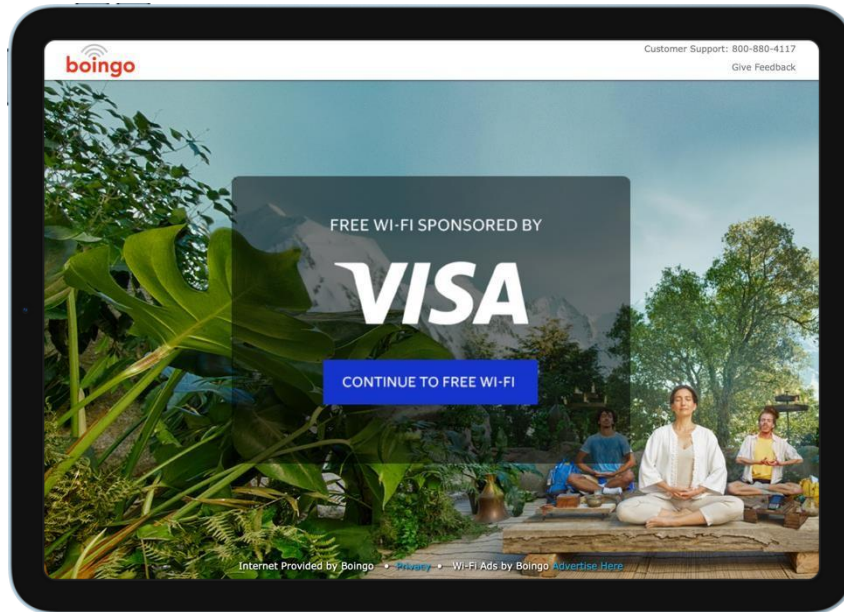 boingo
Customer Support: 800-880-4117
Give Feedback
FREE WI-FI SPONSORED BY
VISA
CONTINUE TO FREE WI-FI
Internet Provided by Boingo • Privacy • Wi-Fi Ads by Boingo Advertise Here